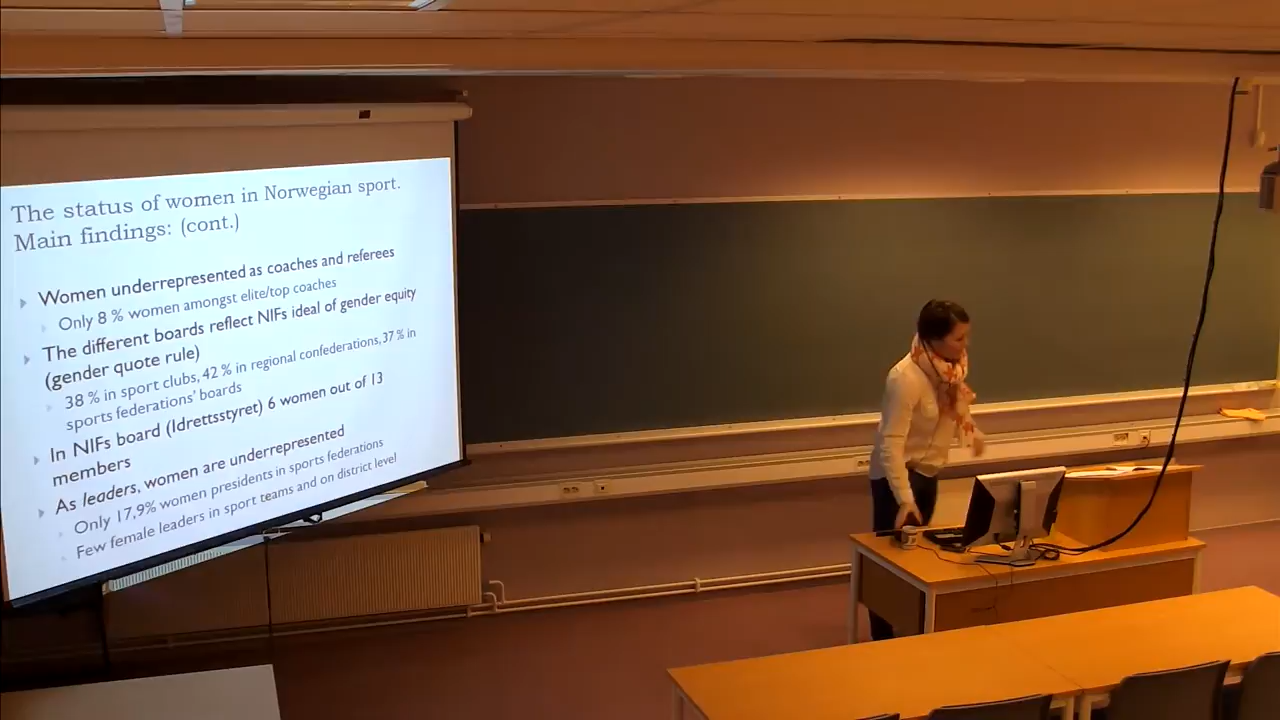 The status of women in Norwegian sport.
Main findings: (cont.)
Women underrepresented as coaches and referees
Only 8 % women amongst elite/top coaches
The different boards reflect NIFs ideal of gender equity
(gender quote rule)
38 % in sport clubs, 42 % in regional confederations, 37 % in
sports federations' boards
In NIFs board (Idrettsstyret) 6 women out of 13
members
As leaders, women are underrepresented
Only 17,9% women presidents in sports federations
Few female leaders in sport teams and on district level